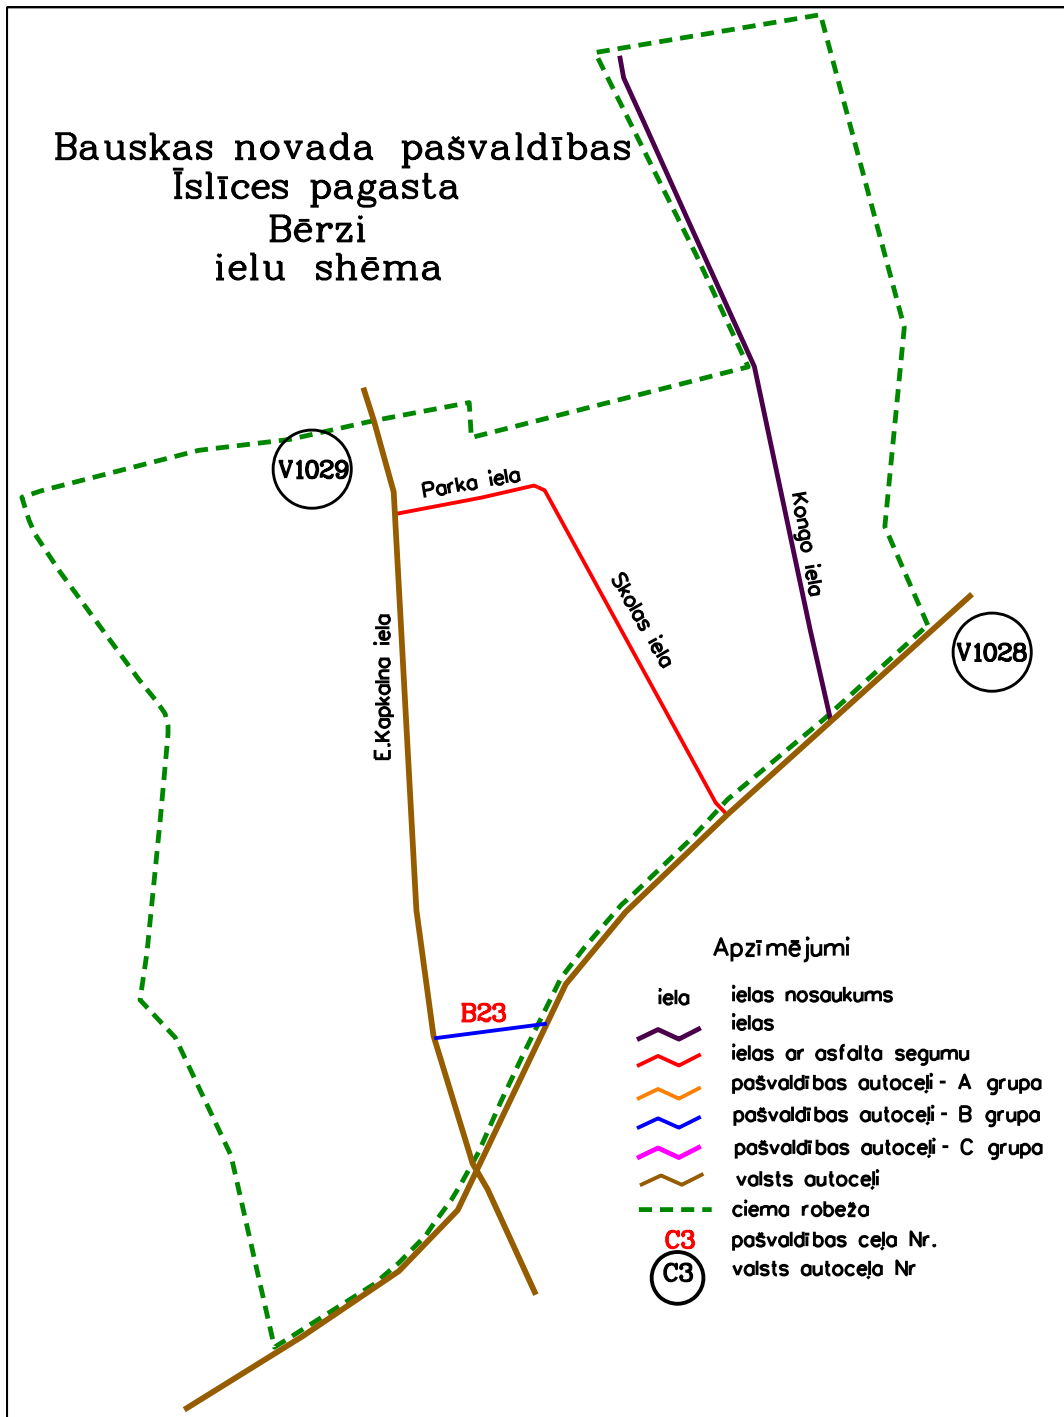 Bauskas novada pašvaldības
Īslīces pagasta
Bērzi
ielu shēma
V1029
Parka iela
Kongo iela
Skolas iela
E.Kapkalna iela
V1028
B23
Apzīmējumi
iela ielas nosaukums
ielas
ielas ar asfalta segumu
pašvaldības autoceļi - A grupa
pašvaldības autoceļi - B grupa
pašvaldības autoceļi - C grupa
valsts autoceļi
ciema robeža
C3 pašvaldības ceļa Nr.
C3 valsts autoceļa Nr